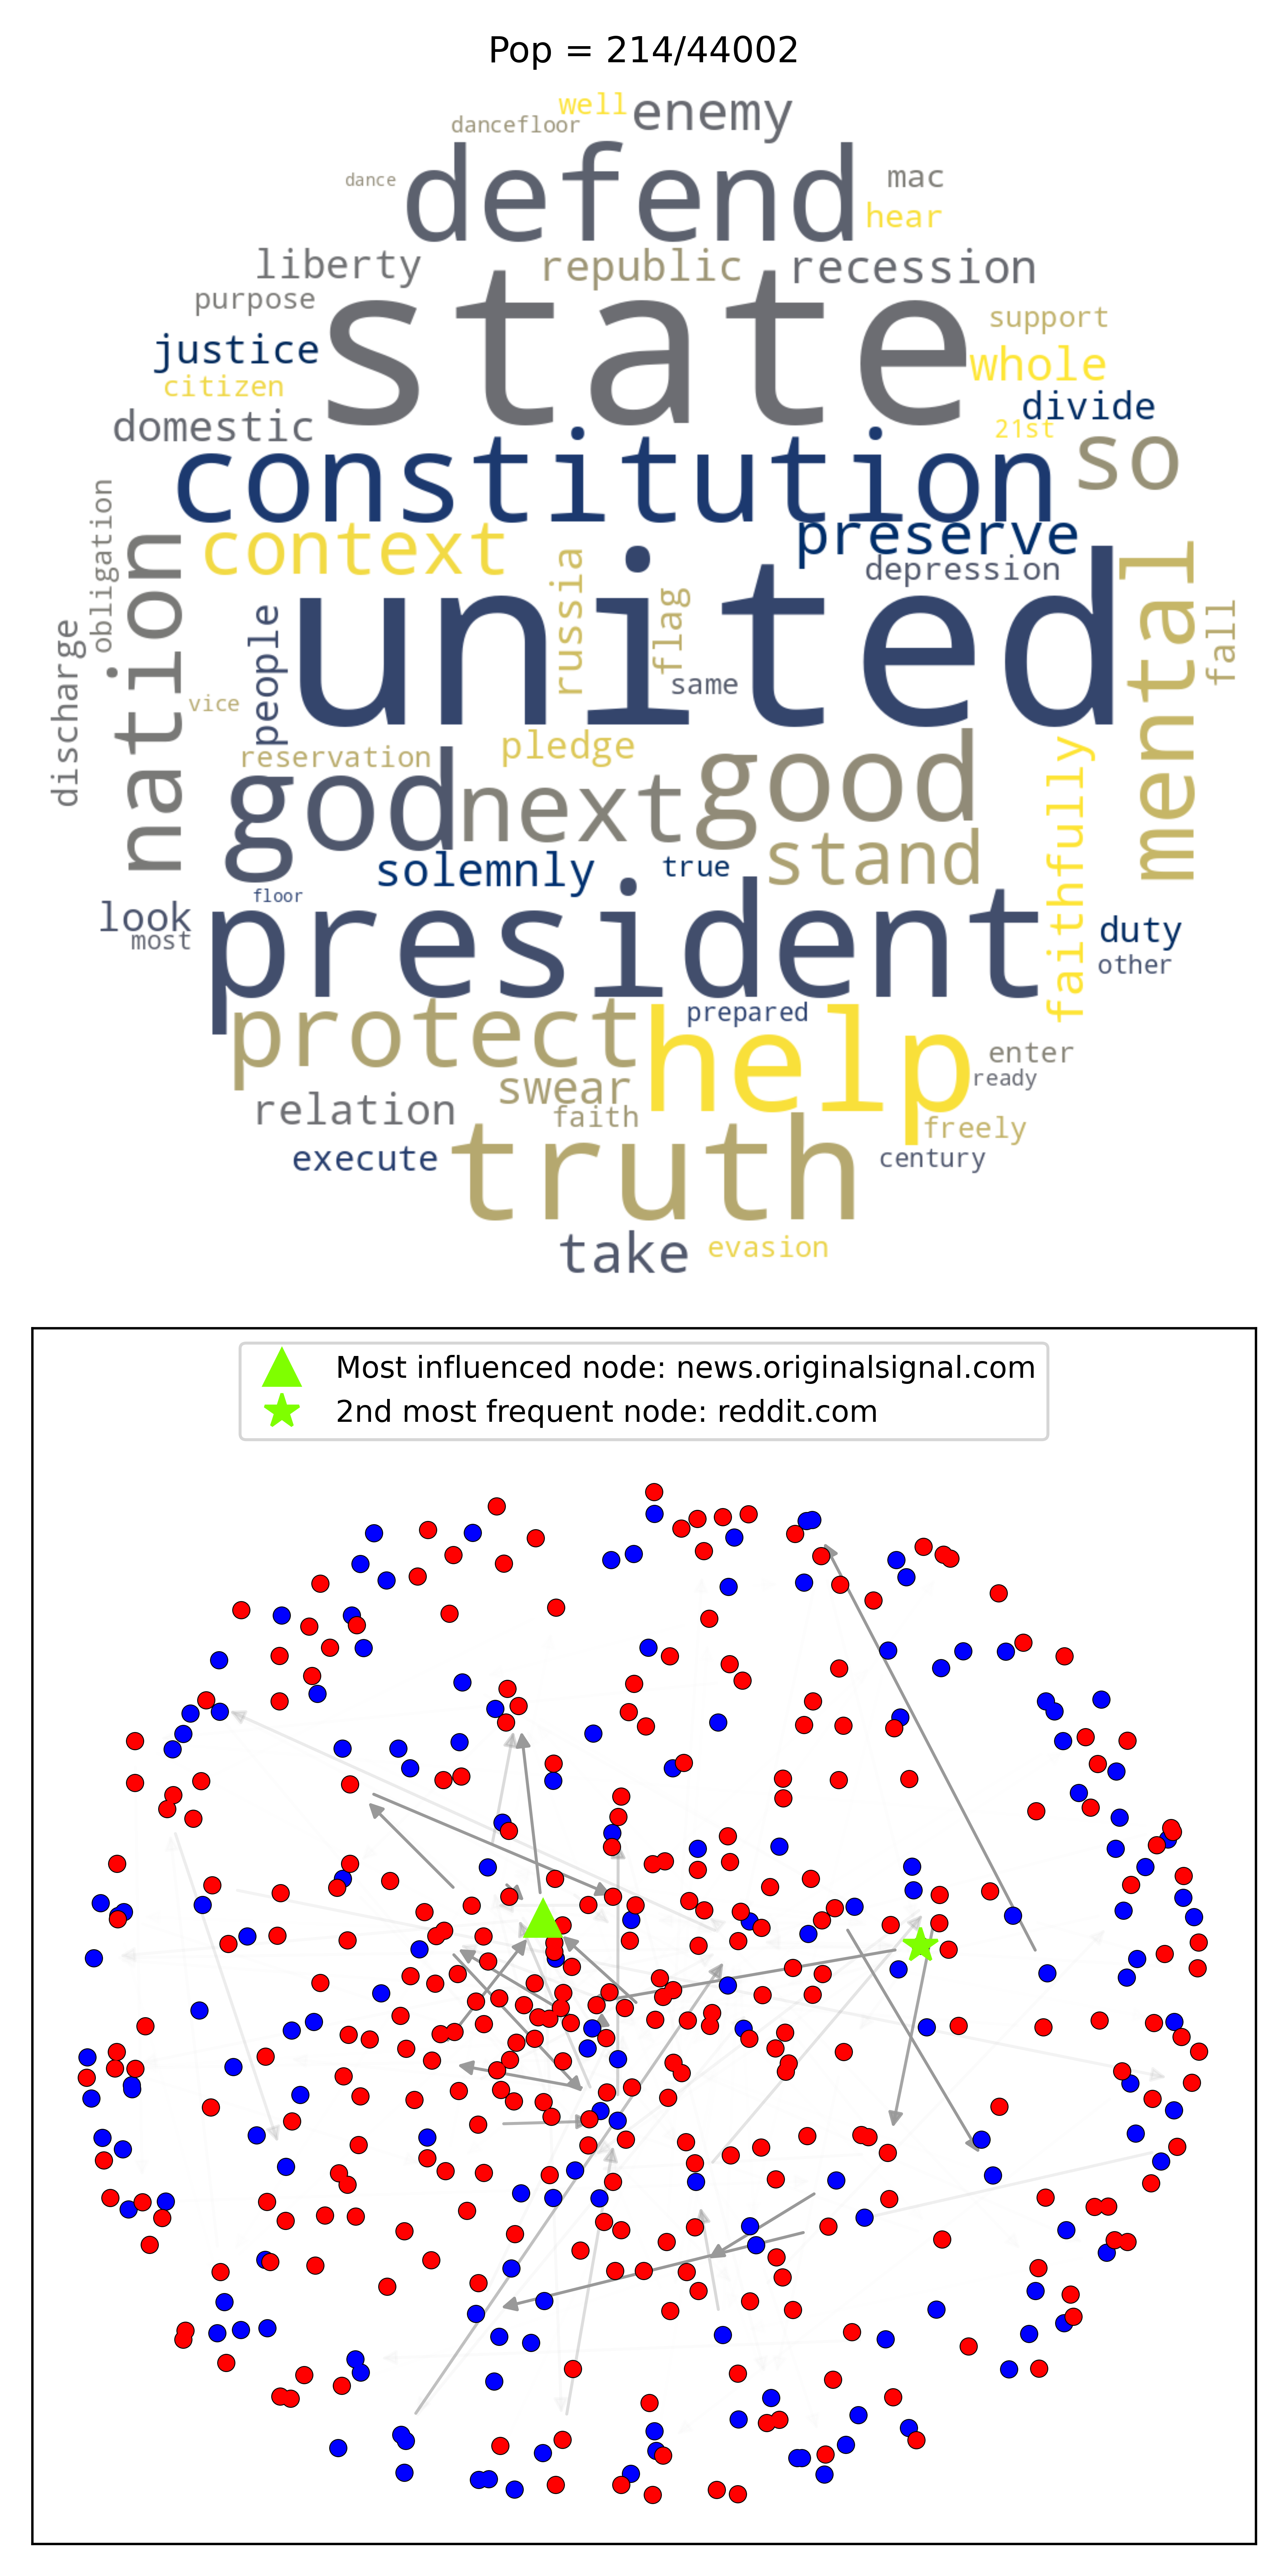 Pop = 214/44002
well enemy
dancefloor
defend
dance
mac
hear
liberty republic recession
purpose
state
support
justice
whole
citizen
divide
domestic
21st
so
constitution
obligation
nation
context
preserve
russia
depression
mental
flag
fall
people
united
same
discharge
vice
reservation
pledge
god next good
faithfully
stand
solemnly true
floor
look
most
president
duty
other
protect
prepared
help
enter
swear
ready
relation
faith
freely
execute
truth
century
take evasion
Most influenced node: news.originalsignal.com
2nd most frequent node: reddit.com